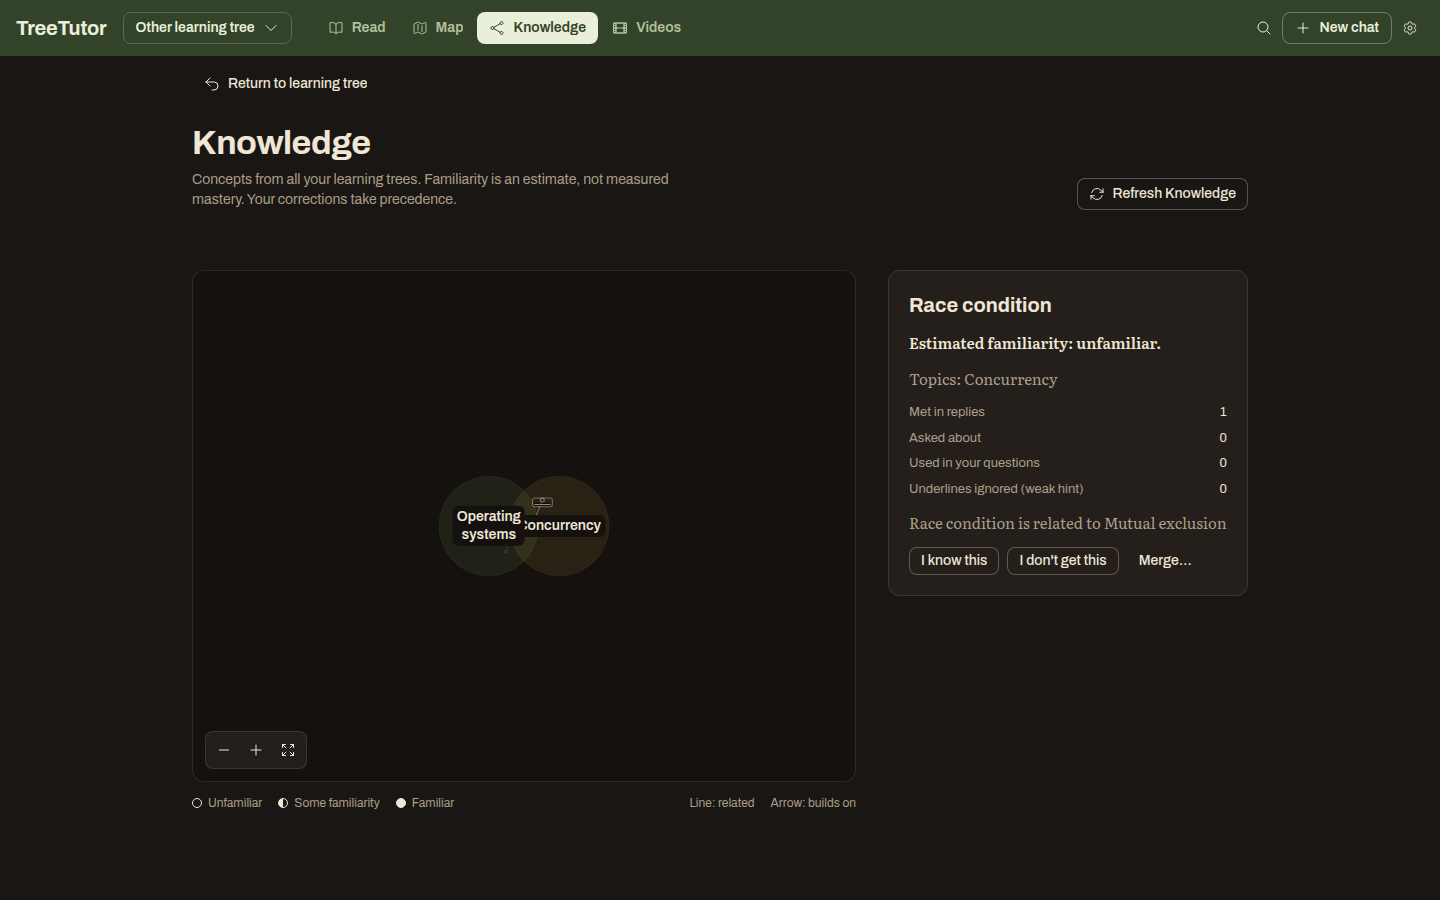 TreeTutor
Other learning tree
Read
Map
Knowledge
Videos
New chat
Return to learning tree
Knowledge
Concepts from all your learning trees. Familiarity is an estimate, not measured
mastery. Your corrections take precedence.
Refresh Knowledge
Operating
systems
Concurrency
Unfamiliar
Some familiarity
Familiar
Line: related
Arrow: builds on
Race condition
Estimated familiarity: unfamiliar.
Topics: Concurrency
Met in replies 1
Asked about 0
Used in your questions 0
Underlines ignored (weak hint) 0
Race condition is related to Mutual exclusion
I know this
I don't get this
Merge...